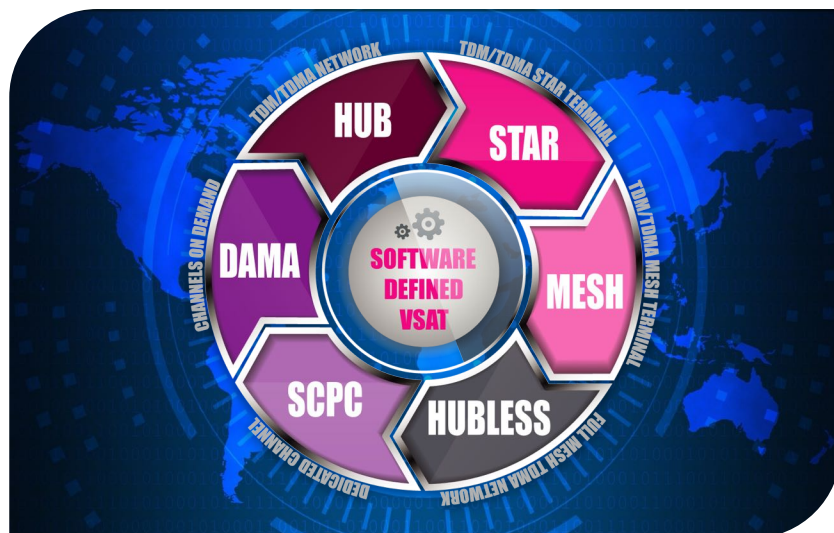 TDM/TDMA NETWORK
HUB
TDM/TDMA STAR TERMINAL
STAR
TDM/TDMA MESH TERMINAL
MESH
FULL MESH TDMA NETWORK
HUBLESS
DEDICATED CHANNEL
SCPC
CHANNELS ON DEMAND
DAMA
SOFTWARE
DEFINED
VSAT